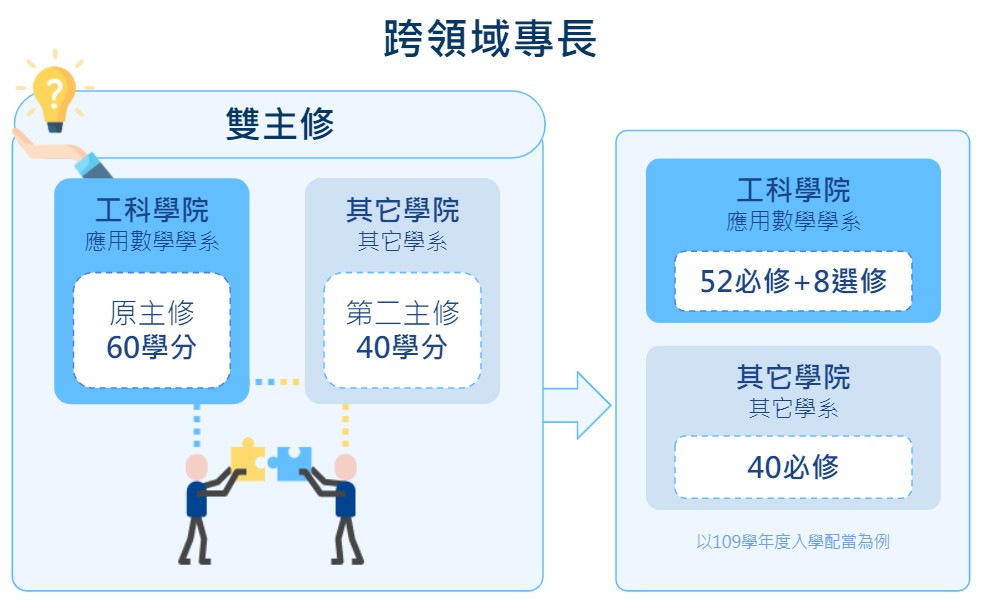 跨領域專長
?
雙主修
工科學院
應用數學學系
原主修
60學分
其它學院
其它學系
第二主修
40學分
工科學院
應用數學學系
52必修+8選修
其它學院
其它學系
40必修
以109學年度入學配當為例